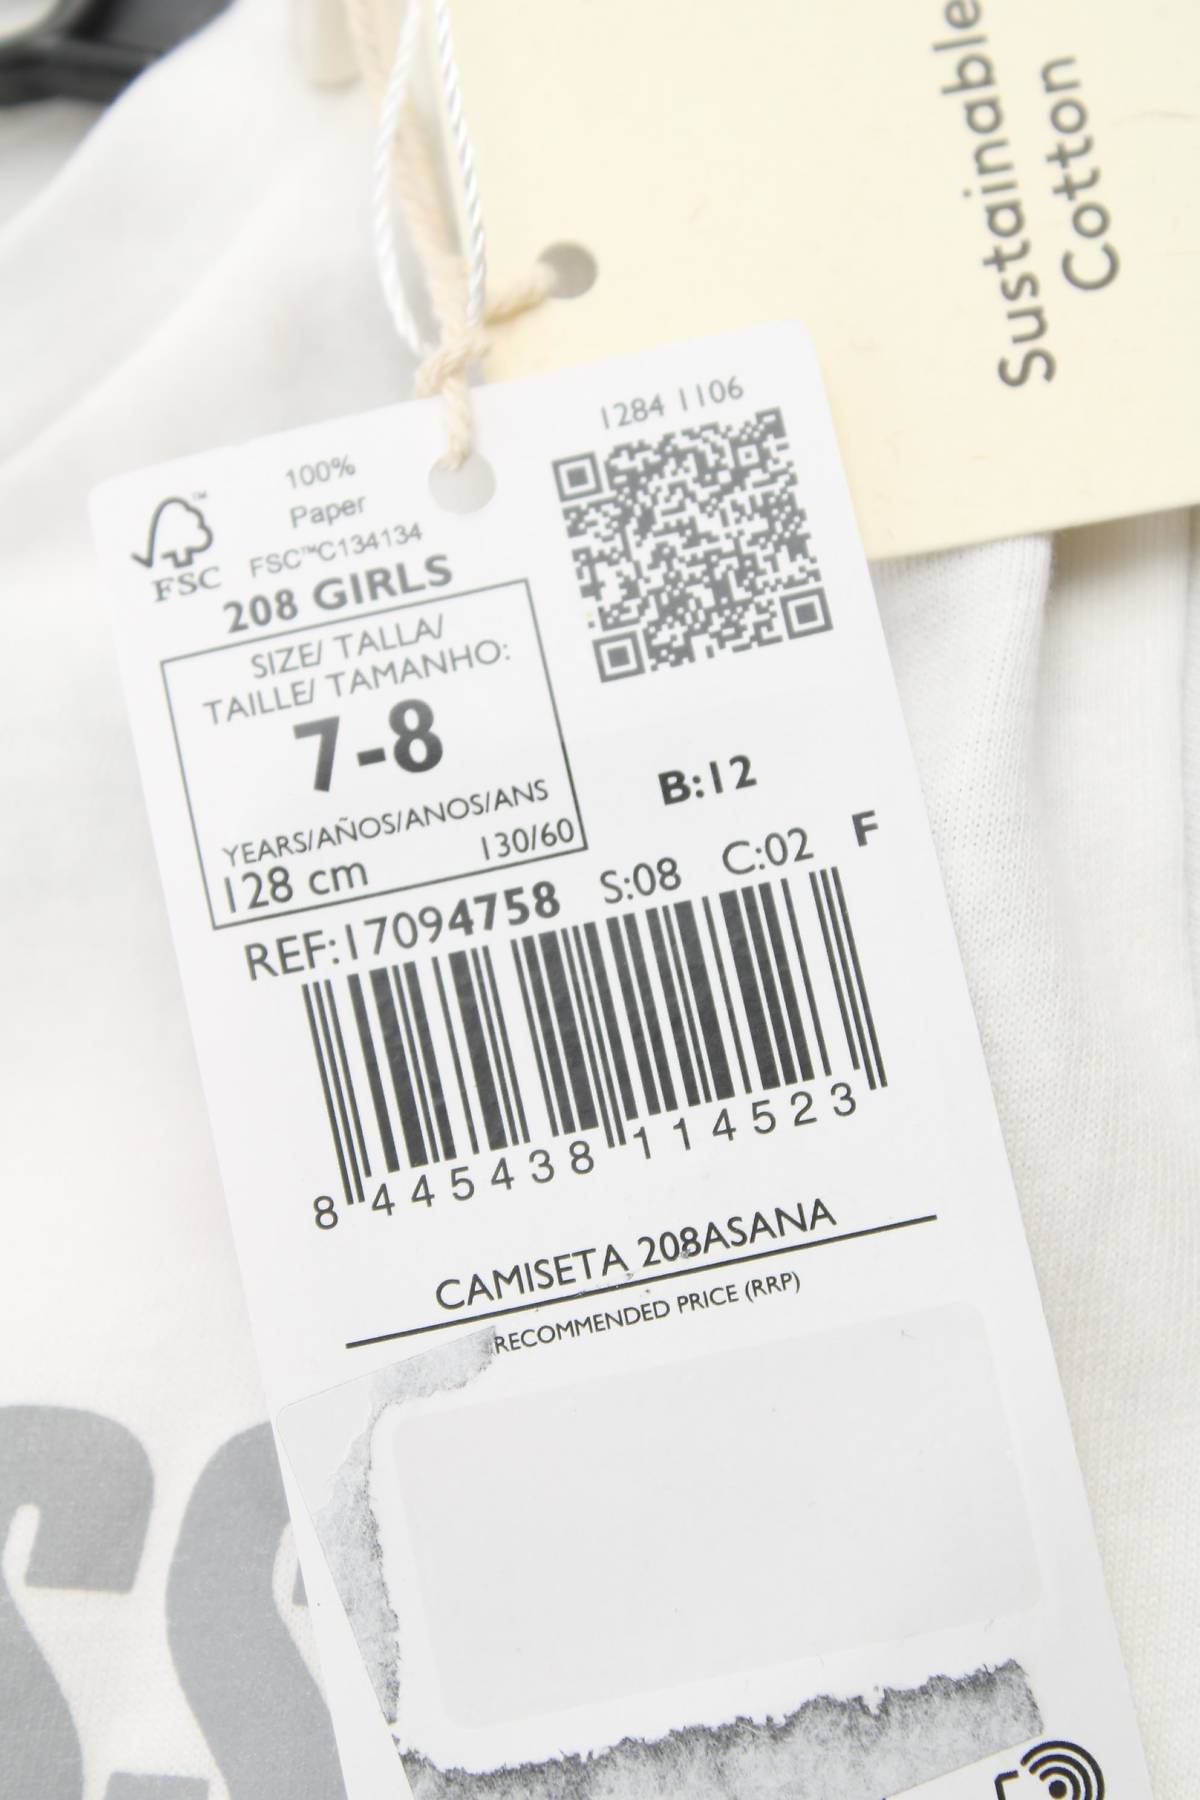 Sustainable
Cotton
1284 1106
100%
Paper
FSC™C134134
FSC
208 GIRLS
SIZE/ TALLA/
TAILLE/ TAMANHO:
7-8
YEARS/AÑOS/ANOS/ANS
128 cm 130/60
B:12
REF:17094758 S:08 C:02 F
8 445438 114523
CAMISETA 208ASANA
RECOMMENDED PRICE (RRP)